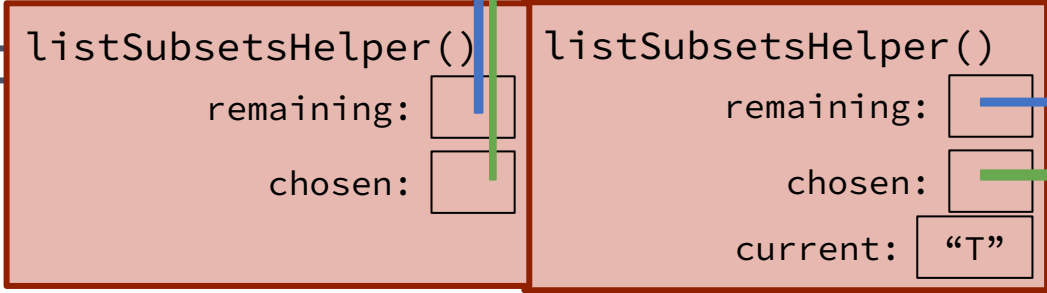 listSubsetsHelper()
remaining:
chosen:
listSubsetsHelper()
remaining:
chosen:
current: “T”